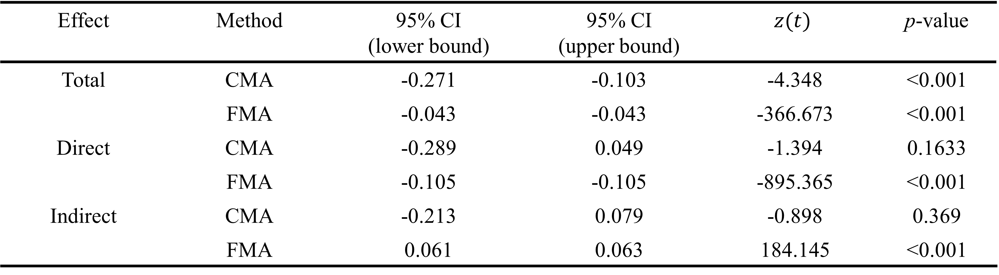 Effect Method 95% CI 95% CI z(t) p-value
(lower bound) (upper bound)
Total CMA -0.271 -0.103 -4.348 <0.001
FMA -0.043 -0.043 -366.673 <0.001
Direct CMA -0.289 0.049 -1.394 0.1633
FMA -0.105 -0.105 -895.365 <0.001
Indirect CMA -0.213 0.079 -0.898 0.369
FMA 0.061 0.063 184.145 <0.001